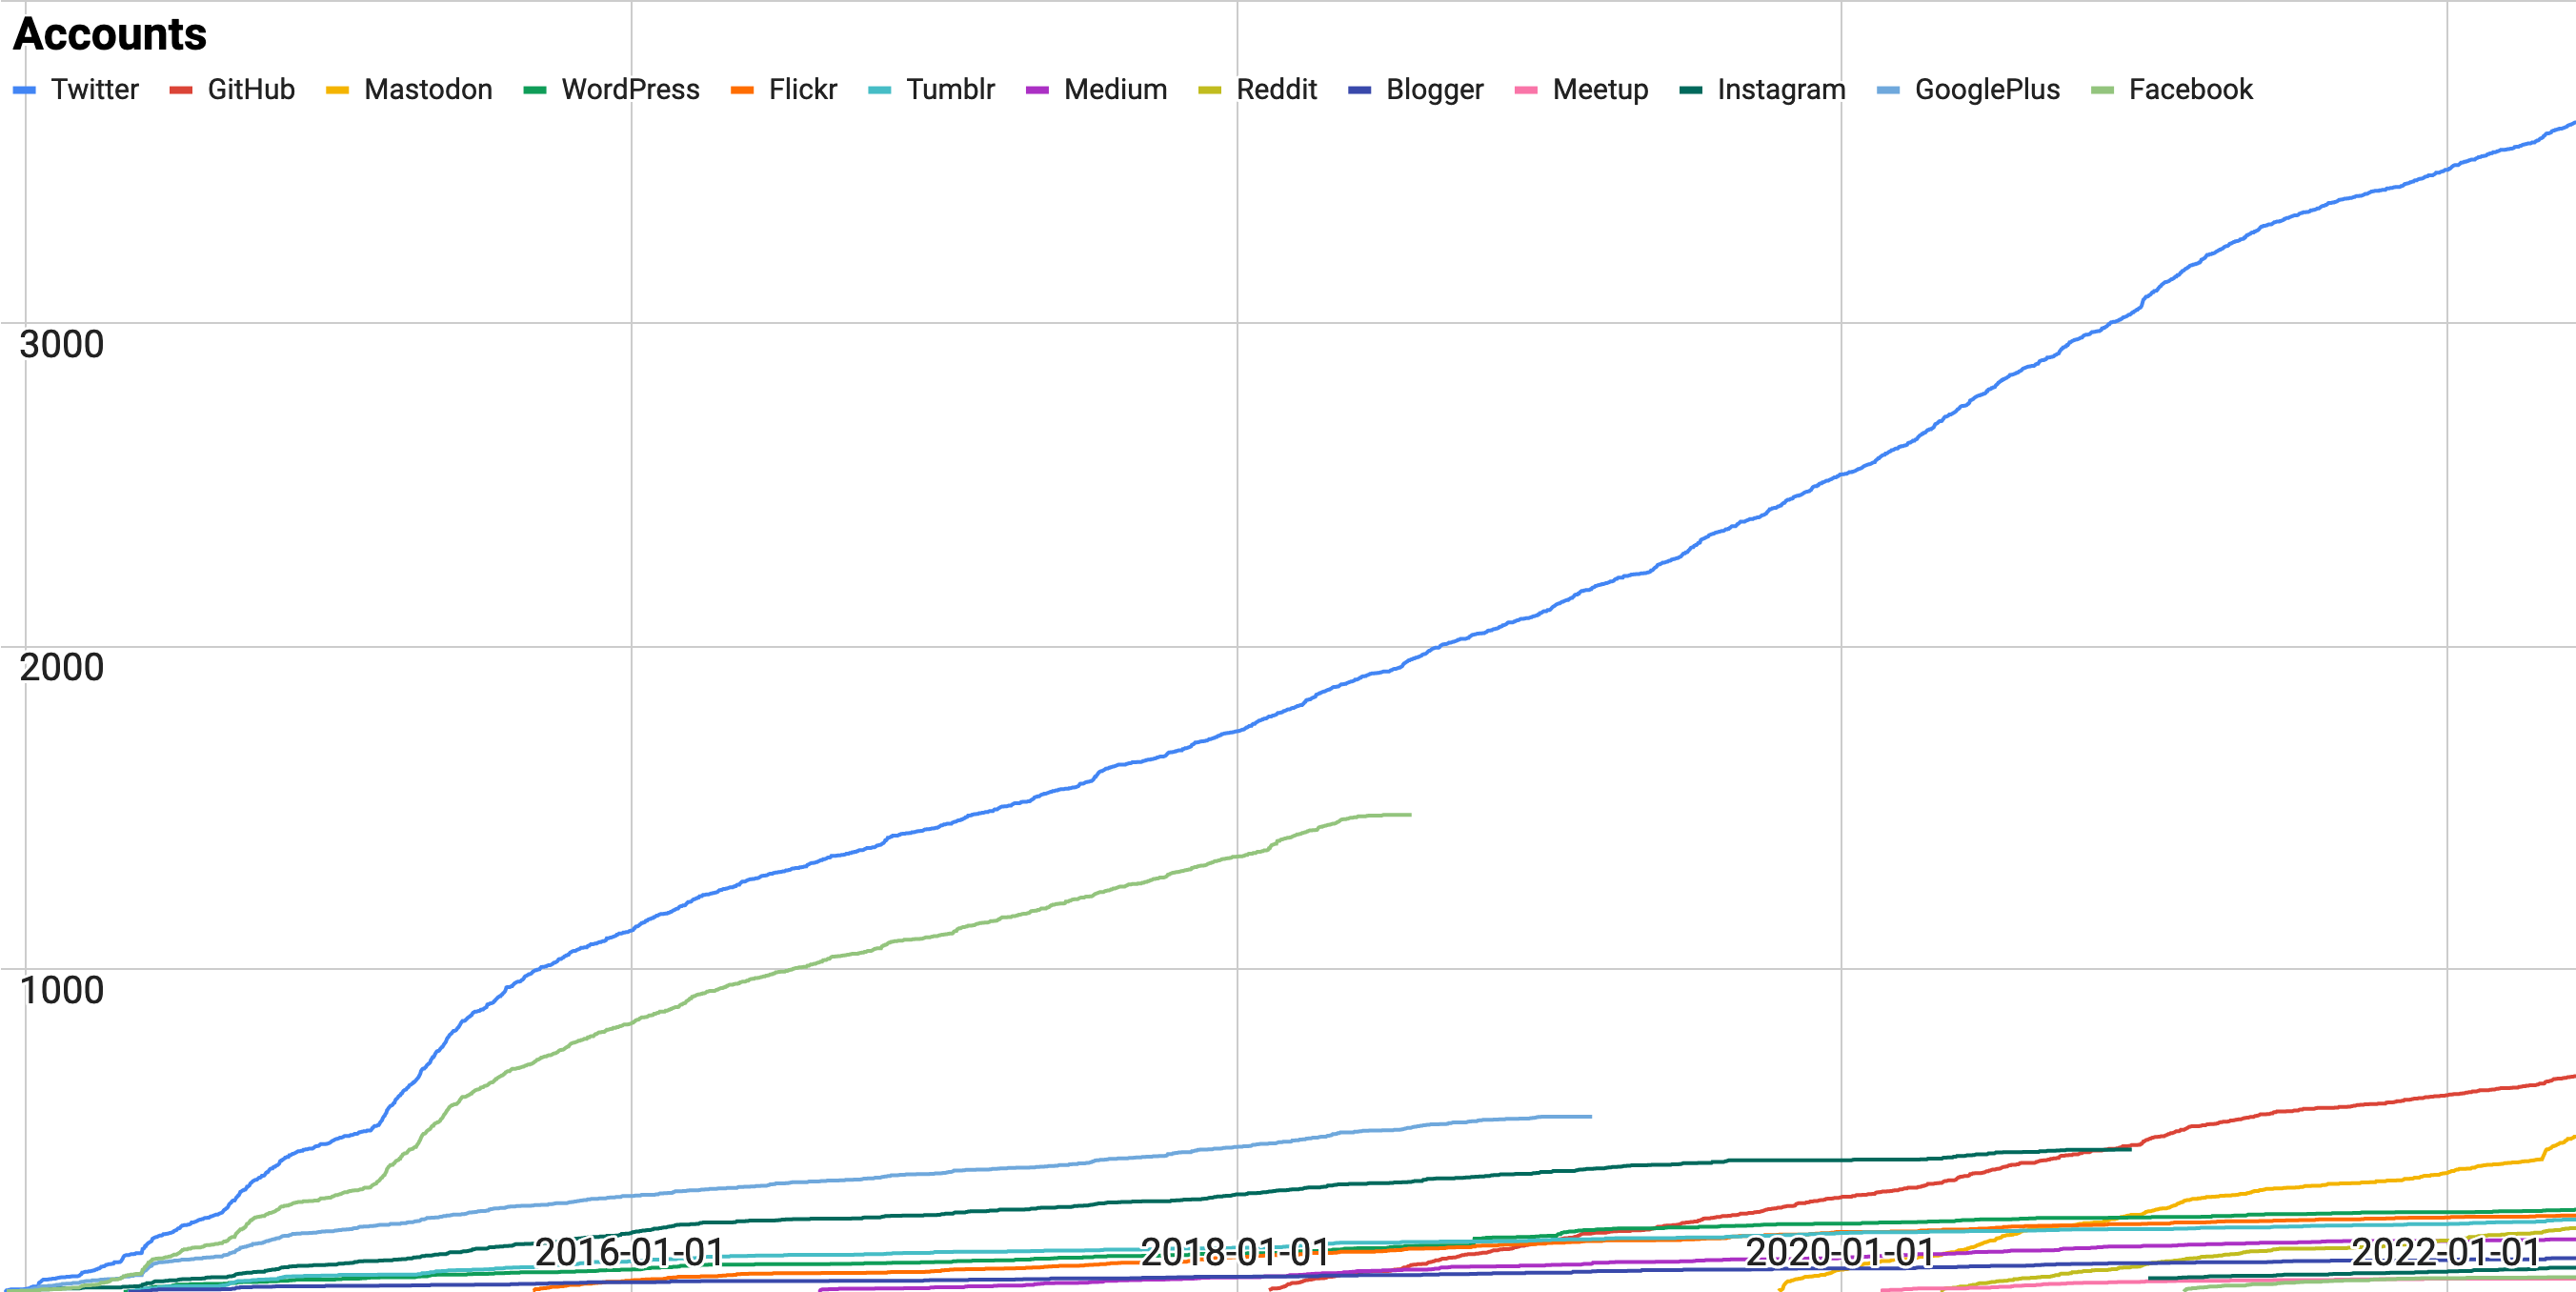 Accounts
Twitter GitHub Mastodon WordPress Flickr Tumblr Medium Reddit Blogger Meetup Instagram GooglePlus Facebook
3000
2000
1000
2016-01-01 2018-01-01 2020-01-01 2022-01-01